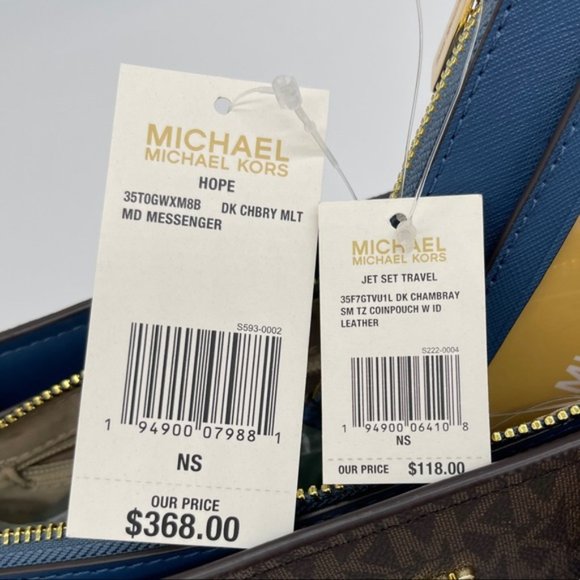 MICHAEL
MICHAEL KORS
HOPE
35T0GWXM8B DK CHBRY MLT
MD MESSENGER
S593-0002
1 94900 07988 1
NS
OUR PRICE
$368.00
MICHAEL
MICHAEL KORS
JET SET TRAVEL
35F7GTVU1L DK CHAMBRAY
SM TZ COINPOUCH W ID
LEATHER
S222-0004
1 94900 06410 8
NS
OUR PRICE $118.00
M